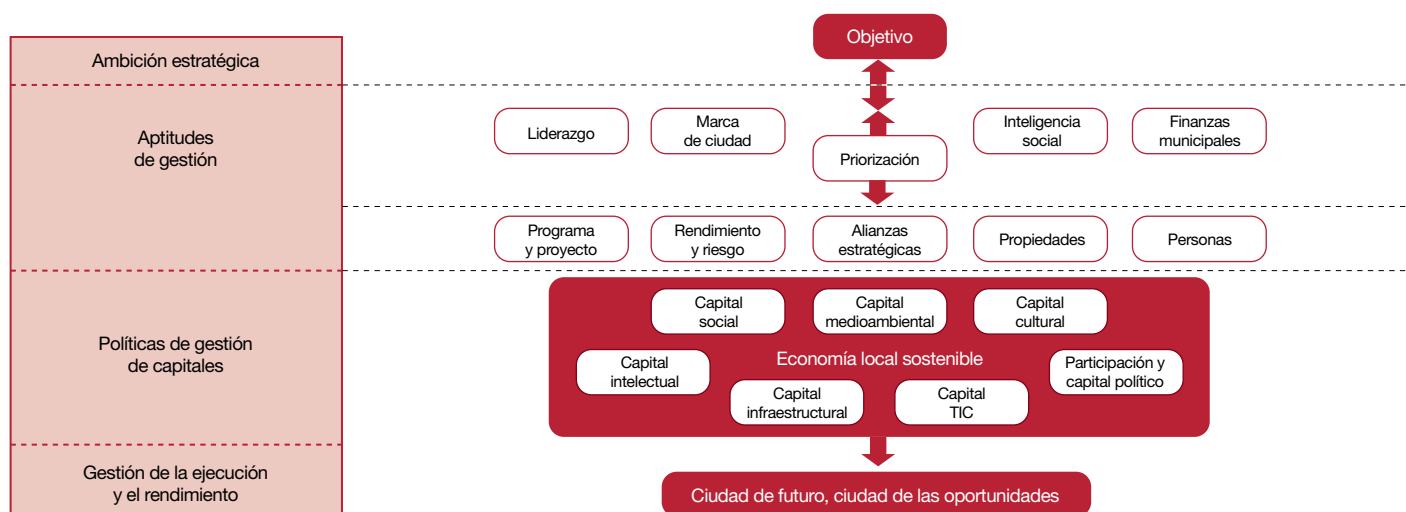 Objetivo
Ambición estratégica
Aptitudes
de gestión
Liderazgo
Marca
de ciudad
Priorización
Inteligencia
social
Finanzas
municipales
Programa
y proyecto
Rendimiento
y riesgo
Alianzas
estratégicas
Propiedades
Personas
Políticas de gestión
de capitales
Capital
social
Capital
medioambiental
Capital
cultural
Economía local sostenible
Capital
intelectual
Participación y
capital político
Capital
infraestructural
Capital
TIC
Gestión de la ejecución
y el rendimiento
Ciudad de futuro, ciudad de las oportunidades